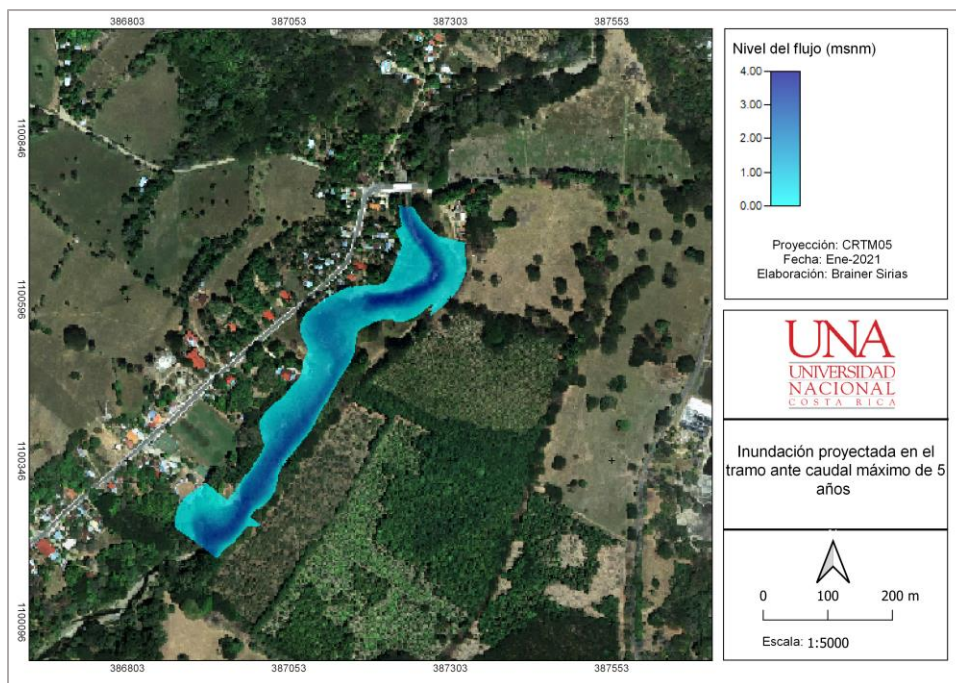 386803
387053
387303
387553
1100846
1100596
1100346
1100096
386803
387053
387303
387553
Nivel del flujo (msnm)
4.00
3.00
2.00
1.00
0.00
Proyección: CRTM05
Fecha: Ene-2021
Elaboración: Brainer Sirias
UNA
UNIVERSIDAD
NACIONAL
COSTA RICA
Inundación proyectada en el
tramo ante caudal máximo de 5
años
0
100
200 m
Escala: 1:5000